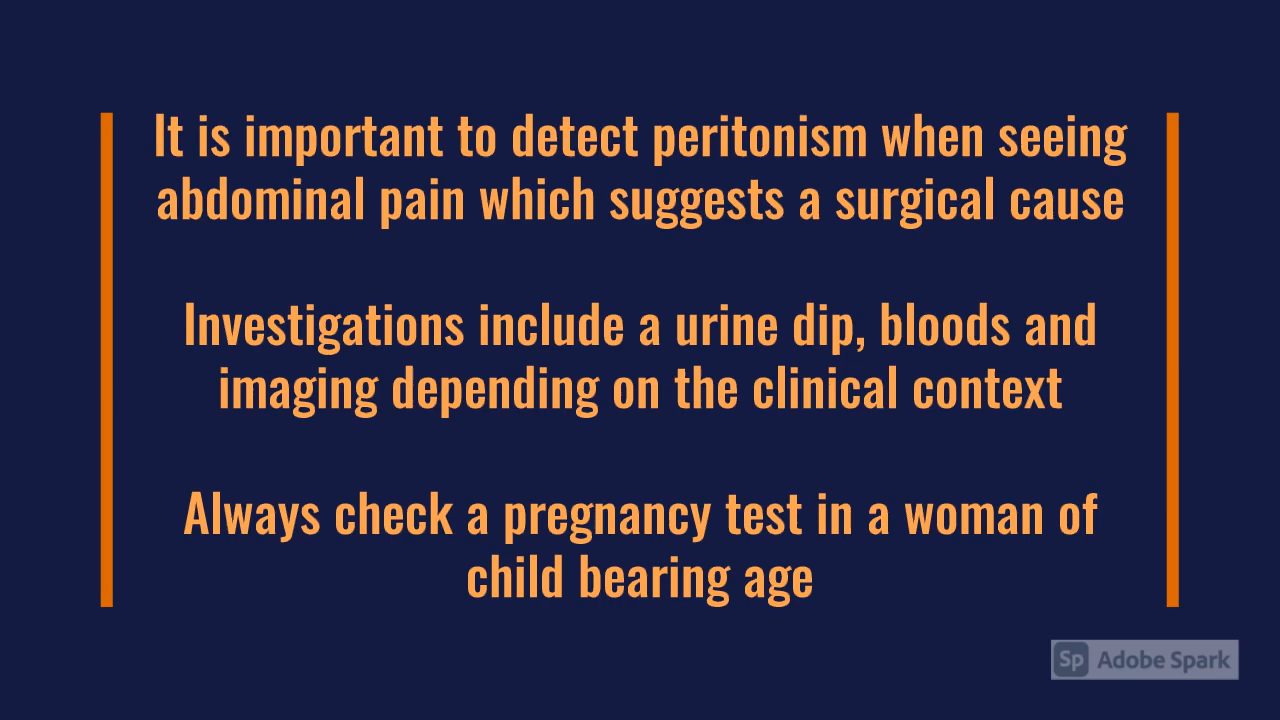 It is important to detect peritonism when seeing
abdominal pain which suggests a surgical cause
Investigations include a urine dip, bloods and
imaging depending on the clinical context
Always check a pregnancy test in a woman of
child bearing age
Sp Adobe Spark